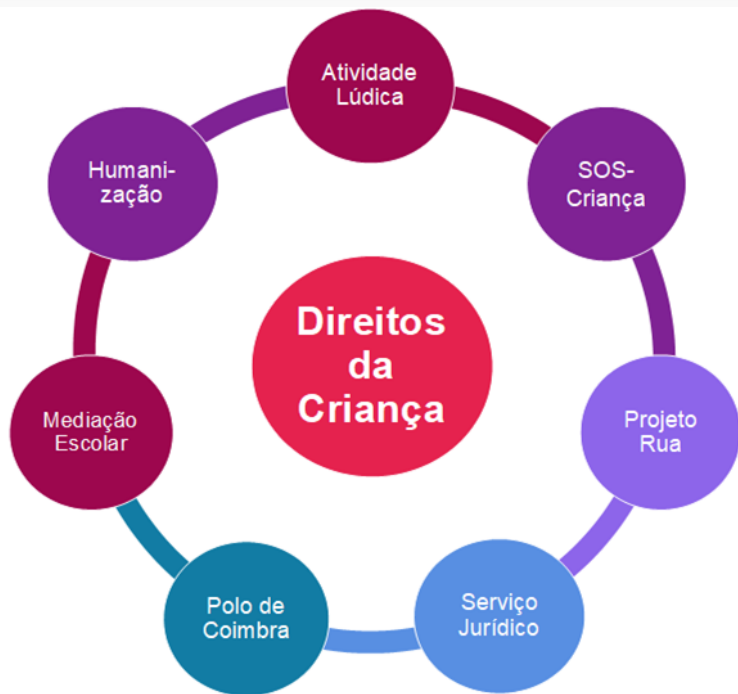 Atividade
Lúdica
Humani-
zação
SOS-
Criança
Direitos
da
Criança
Mediação
Escolar
Projeto
Rua
Polo de
Coimbra
Serviço
Jurídico